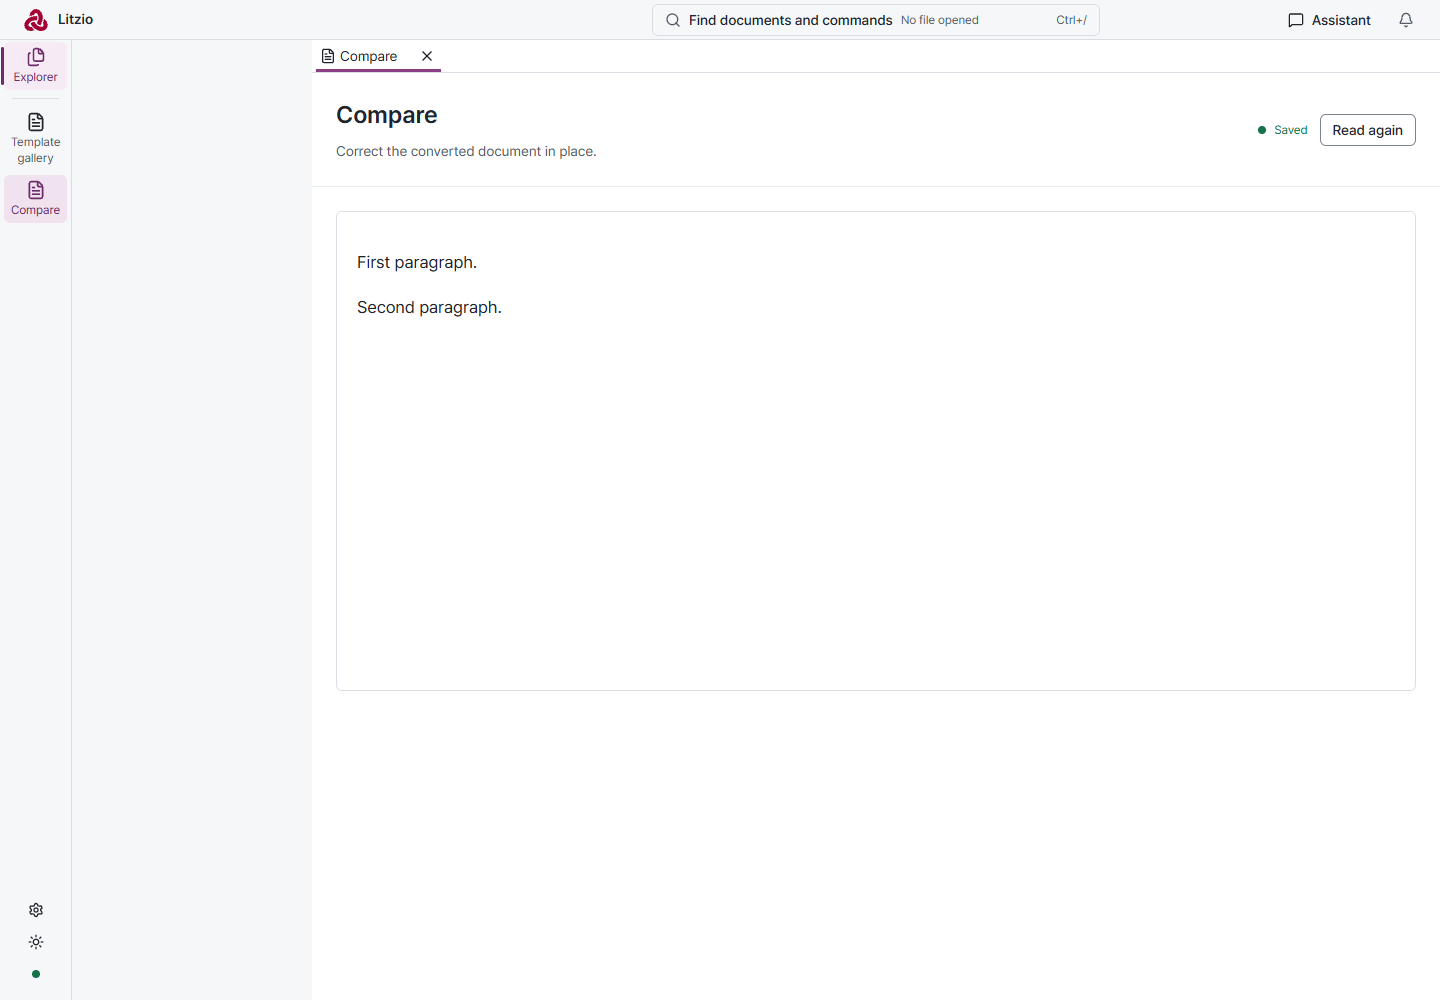 Litzio
Find documents and commands No file opened Ctrl+/
Assistant
Explorer
Template
gallery
Compare
Compare
Compare
Correct the converted document in place.
Saved
Read again
First paragraph.
Second paragraph.